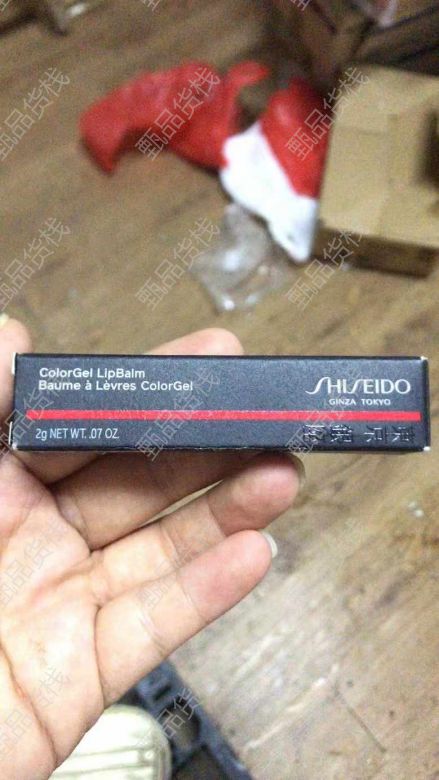 ColorGel LipBalm
Baume à Lèvres ColorGel
SHISEIDO
GINZA TOKYO
2g NET WT. .07 OZ.
甄品货栈